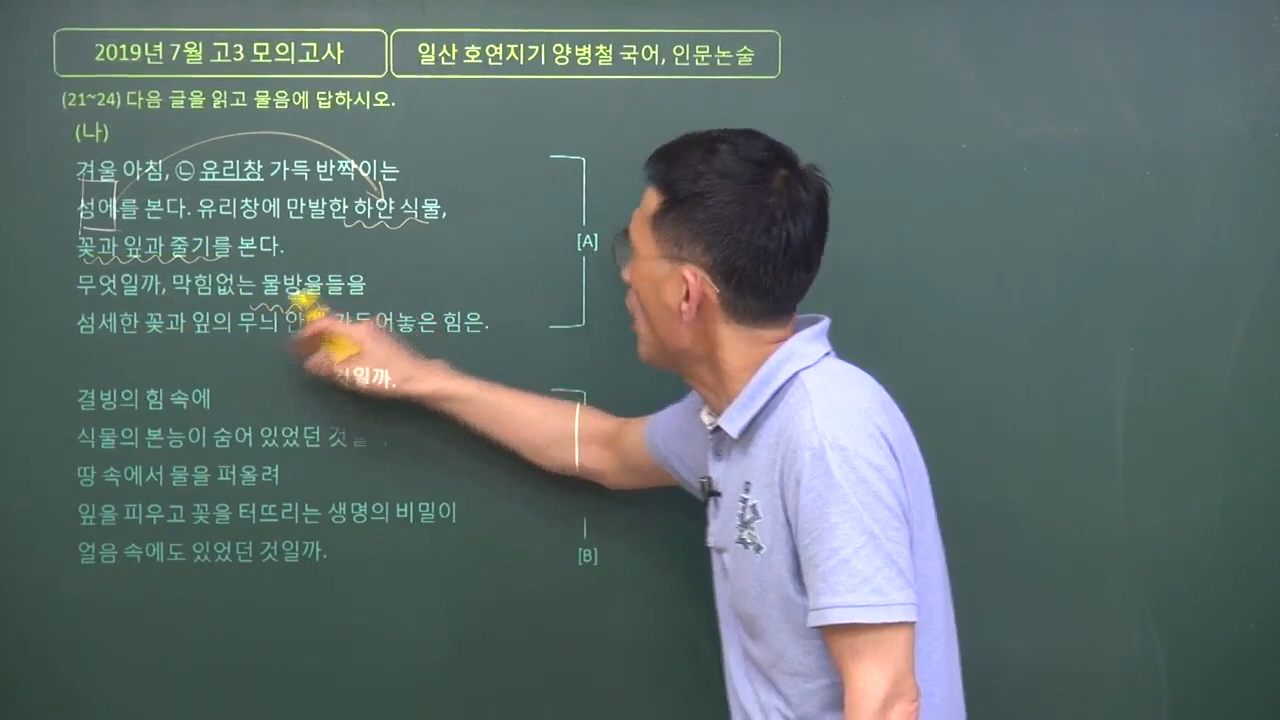 2019년 7월 고3 모의고사
일산 호연지기 양병철 국어, 인문논술
(21~24) 다음 글을 읽고 물음에 답하시오.
(나)
겨울 아침, ㉡ 유리창 가득 반짝이는
성에를 본다. 유리창에 만발한 하얀 식물,
꽃과 잎과 줄기를 본다.
무엇일까, 막힘없는 물방울들을
섬세한 꽃과 잎의 무늬 안에 놓은 힘은.
[A]
일까.
결빙의 힘 속에
식물의 본능이 숨어 있었던 것
땅 속에서 물을 퍼올려
잎을 피우고 꽃을 터뜨리는 생명의 비밀이
얼음 속에도 있었던 것일까.
[B]